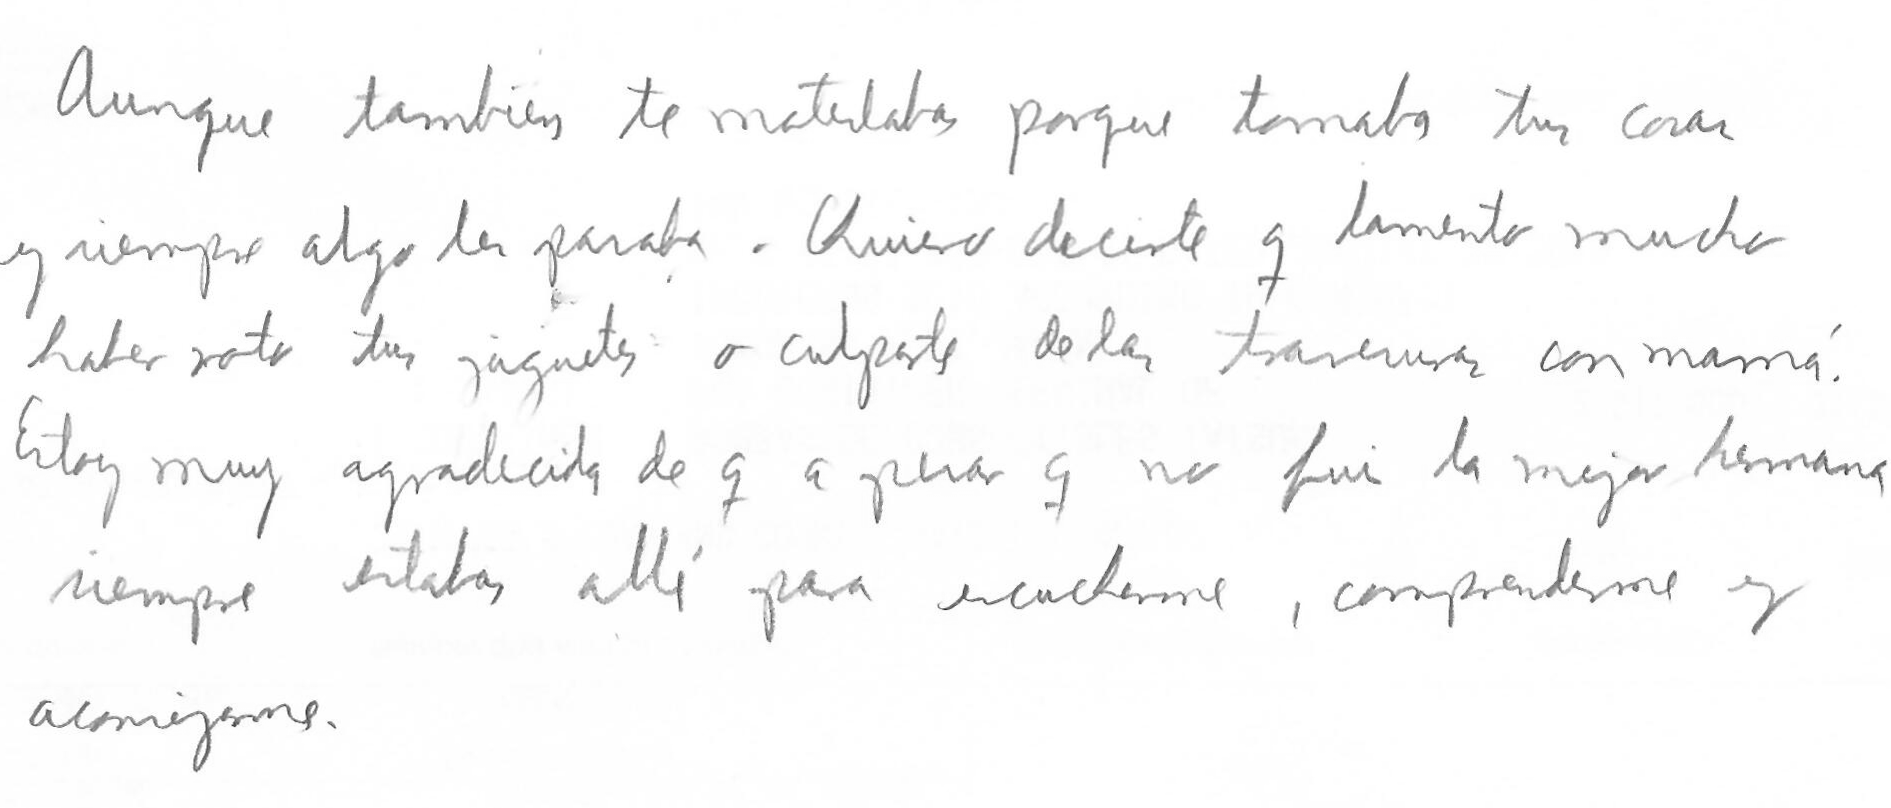 Aunque también te molestabas porque tomaba tus cosas
y siempre algo les pasaba. Quiero decirte q lamento mucho
haber roto tus juguetes o culparte de las travesuras con mamá.
Estoy muy agradecida de q a pesar q no fui la mejor hermana
siempre estabas allí para escucharme, comprenderme y
aconsejarme.